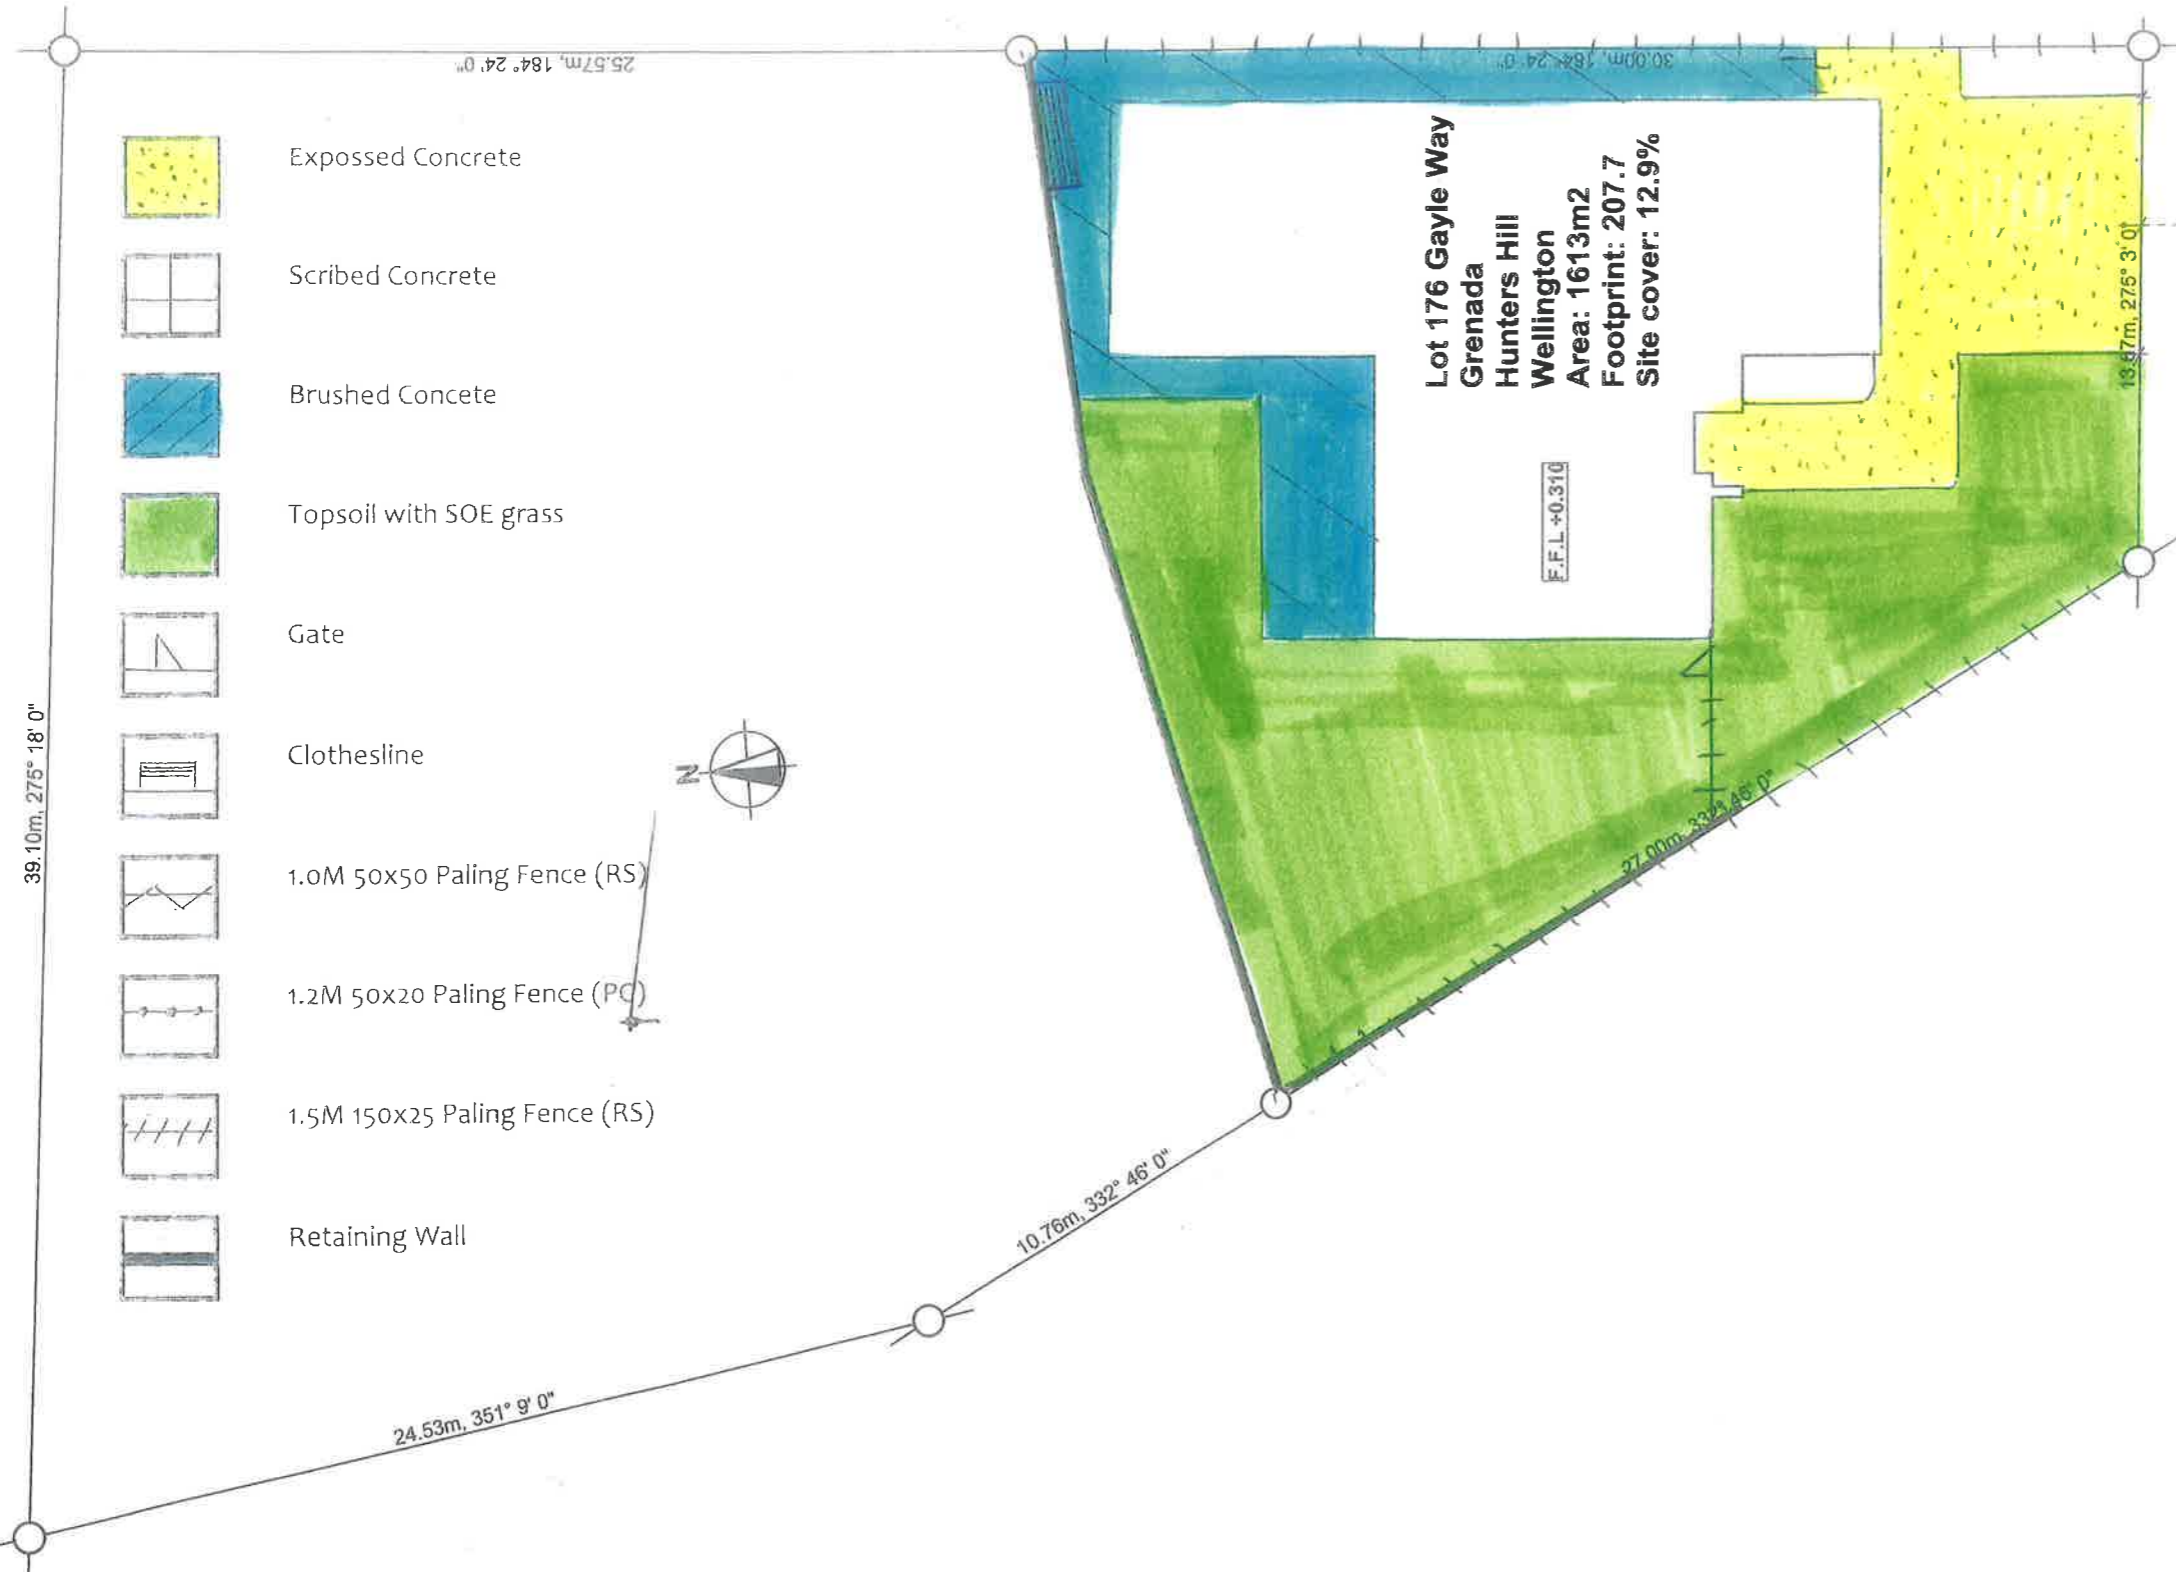 25.57m, 184° 24' 0"
30.00m, 184° 24' 0"
Expossed Concrete
Scribed Concrete
Brushed Concete
Topsoil with SOE grass
Gate
Clothesline
1.0M 50x50 Paling Fence (RS)
1.2M 50x20 Paling Fence (PC)
1.5M 150x25 Paling Fence (RS)
Retaining Wall
39.10m, 275° 18' 0"
N
Lot 176 Gayle Way
Grenada
Hunters Hill
Wellington
Area: 1613m2
Footprint: 207.7
Site cover: 12.9%
F.F.L +0.310
13.67m, 275° 3' 0"
27.00m, 332° 46' 0"
10.76m, 332° 46' 0"
24.53m, 351° 9' 0"